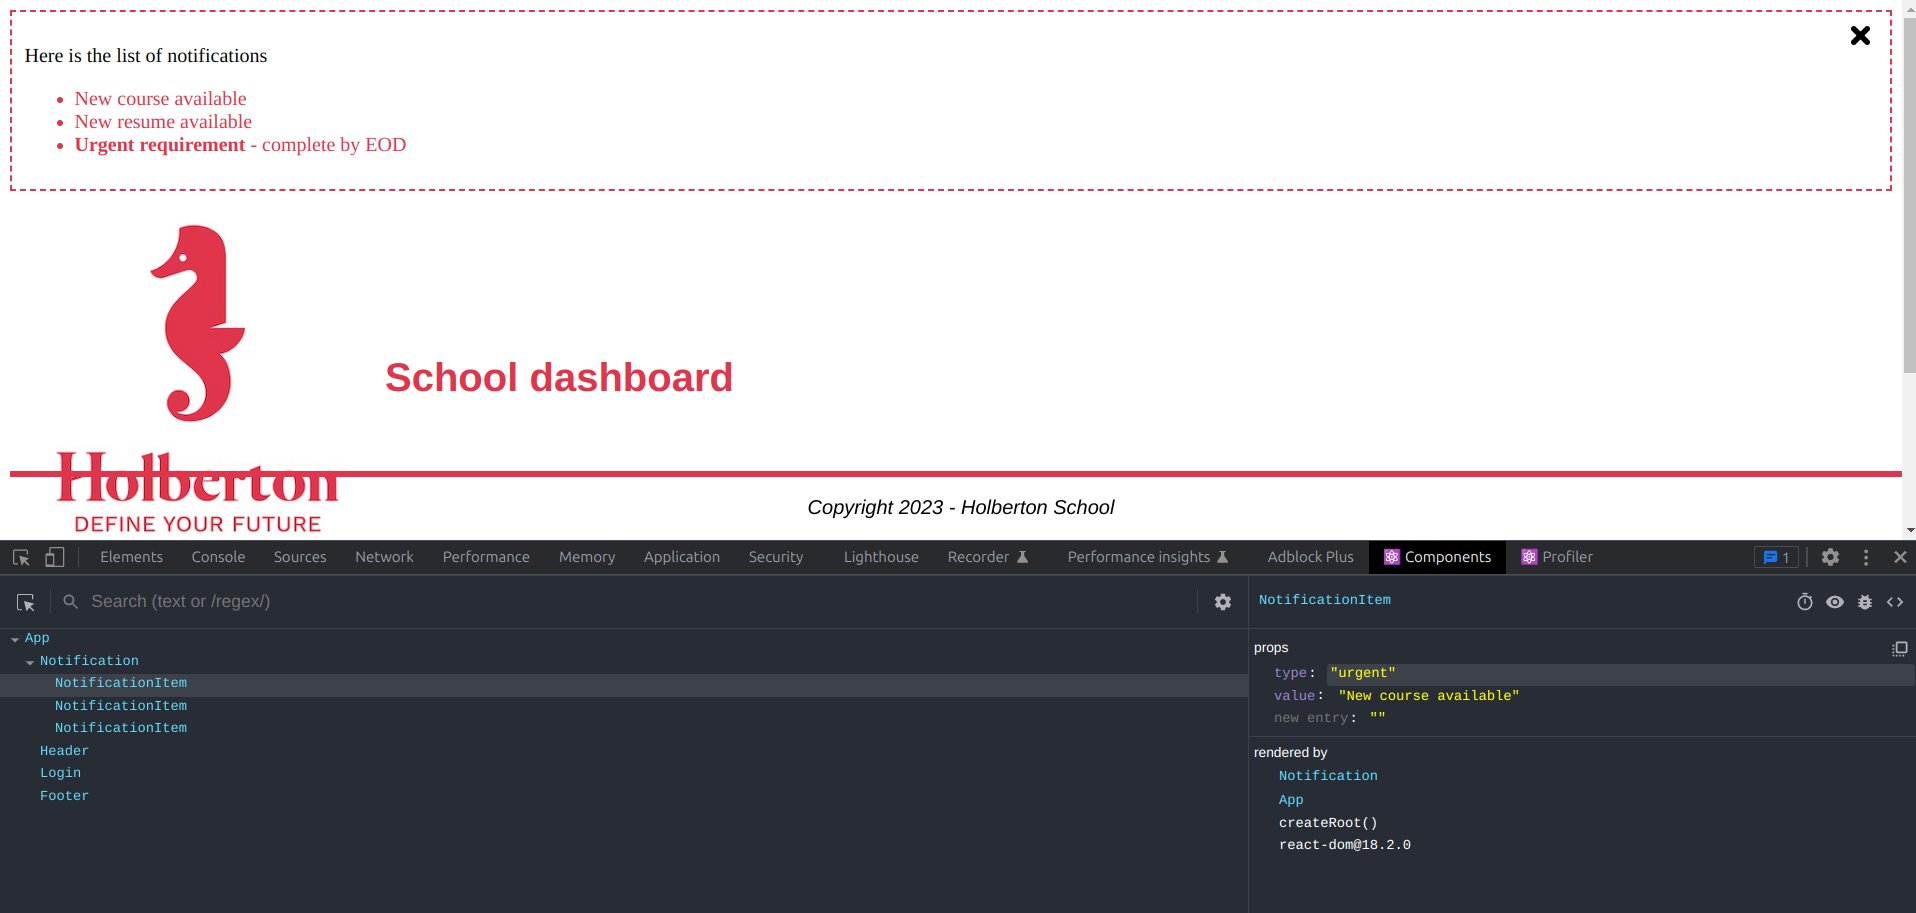 Here is the list of notifications
New course available
New resume available
Urgent requirement - complete by EOD
School dashboard
Holberton
DEFINE YOUR FUTURE
Copyright 2023 - Holberton School
Elements Console Sources Network Performance Memory Application Security Lighthouse Recorder Performance insights Adblock Plus Components Profiler 1
Search (text or /regex/)
App
Notification
NotificationItem
NotificationItem
NotificationItem
Header
Login
Footer
NotificationItem
props
type: "urgent"
value: "New course available"
new entry: ""
rendered by
Notification
App
createRoot()
react-dom@18.2.0